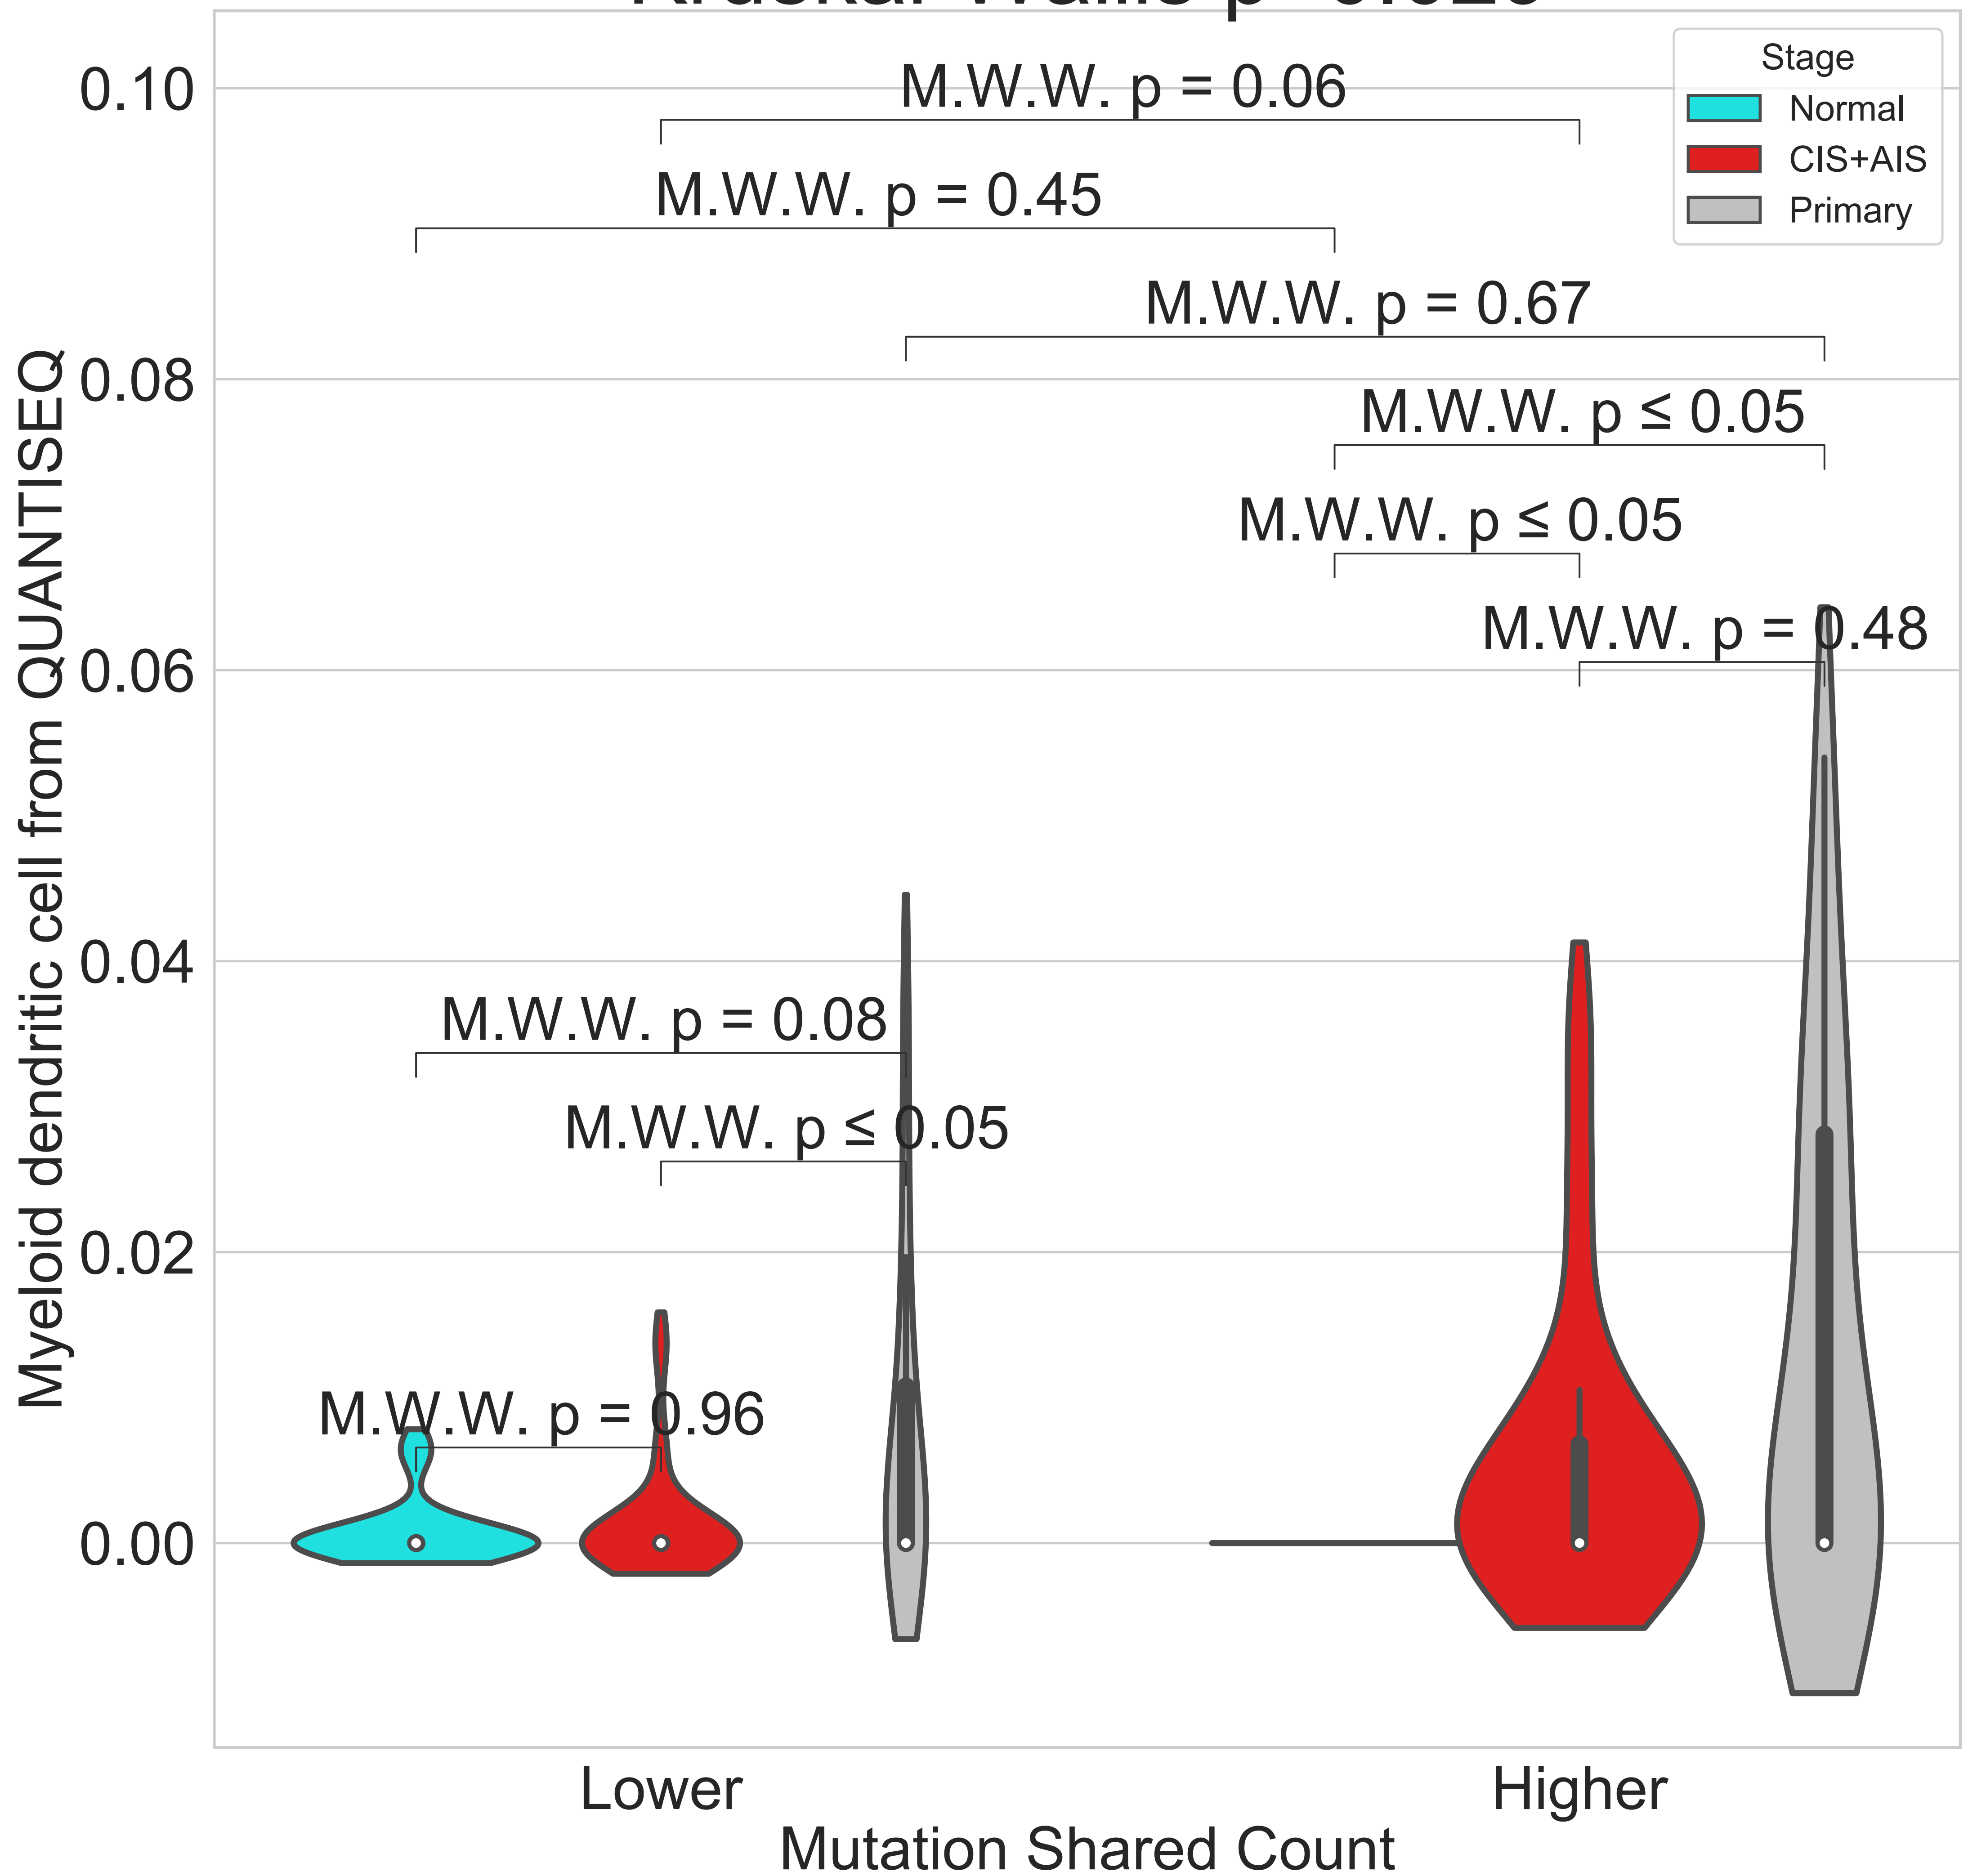 Stage
Normal
CIS+AIS
Primary
M.W.W. p = 0.06
M.W.W. p = 0.45
M.W.W. p = 0.67
M.W.W. p ≤ 0.05
M.W.W. p ≤ 0.05
M.W.W. p = 0.48
M.W.W. p = 0.08
M.W.W. p ≤ 0.05
M.W.W. p = 0.96
0.10
0.08
0.06
0.04
0.02
0.00
Myeloid dendritic cell from QUANTISEQ
Lower
Higher
Mutation Shared Count